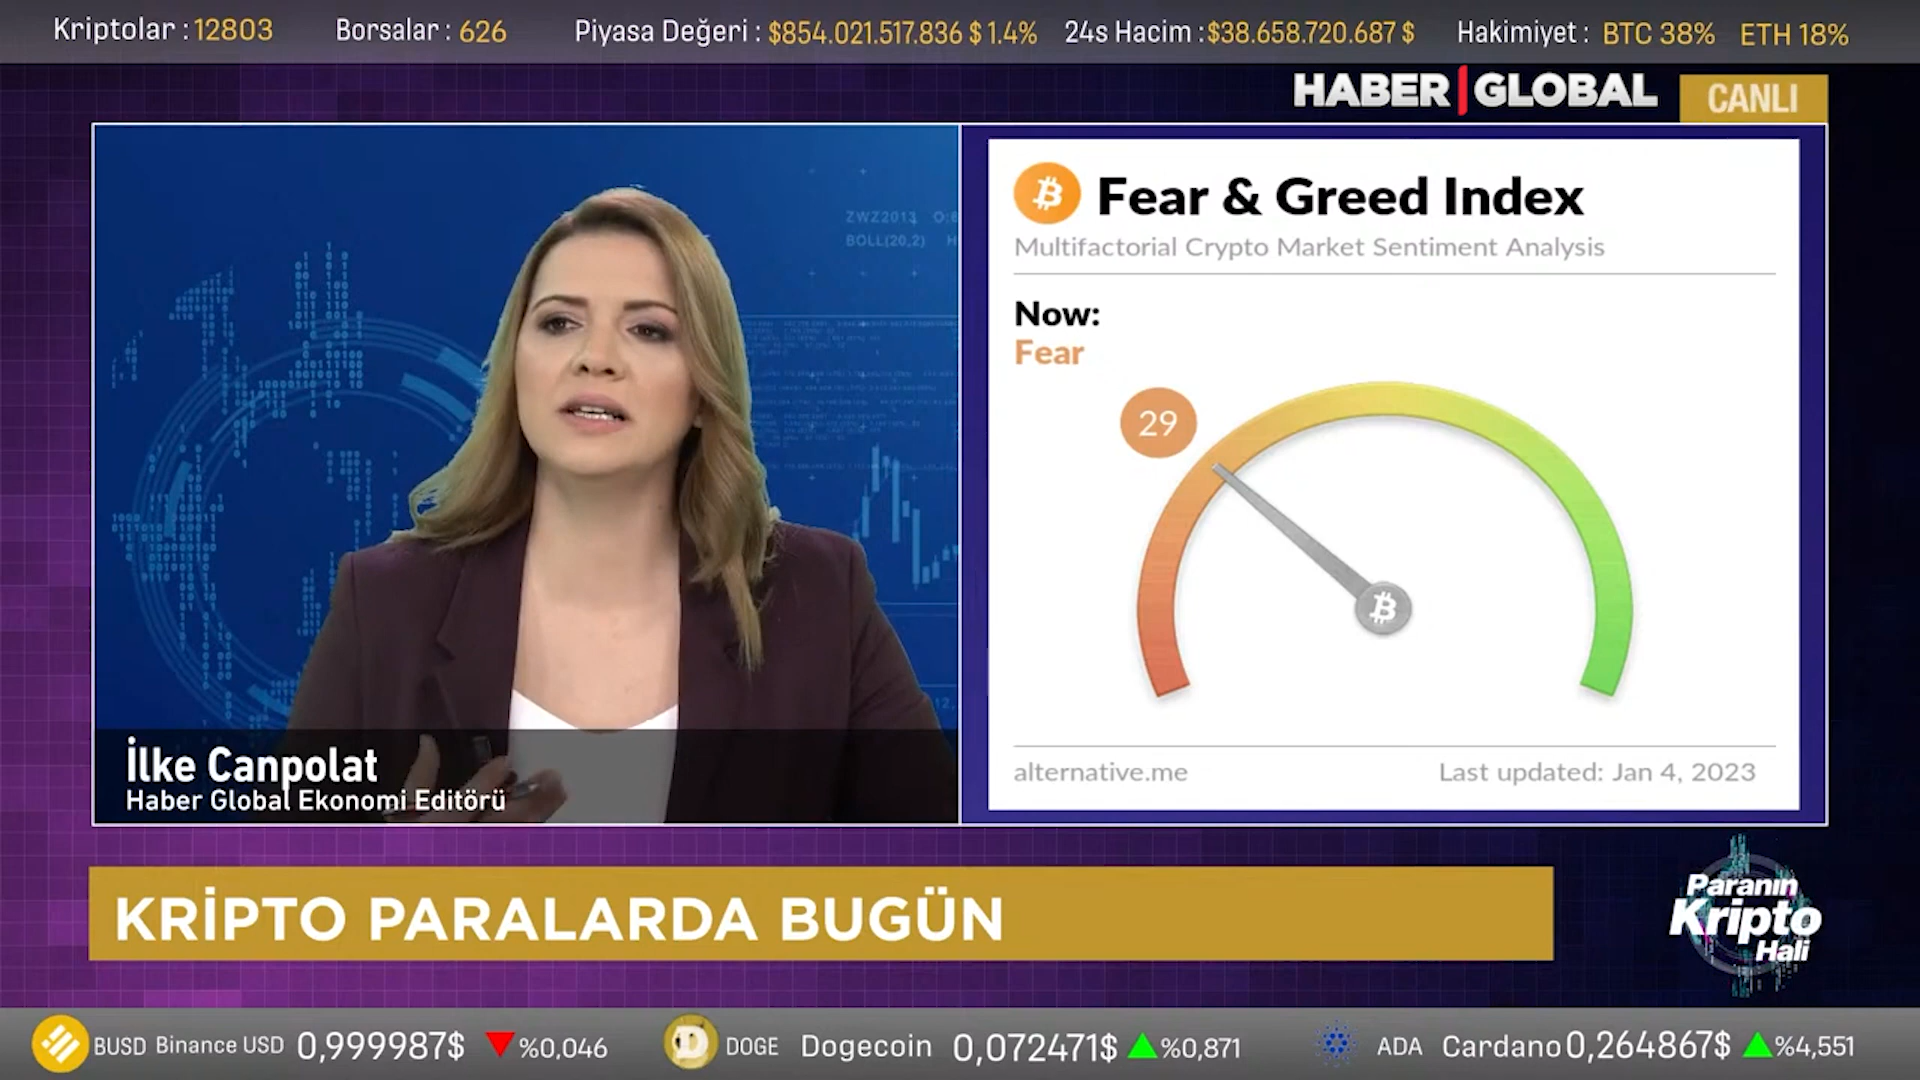 Kriptolar : 12803 Borsalar : 626 Piyasa Değeri : $854.021.517.836 $ 1.4% 24s Hacim : $38.658.720.687 $ Hakimiyet : BTC 38% ETH 18%
HABER GLOBAL CANLI
Fear & Greed Index
Multifactorial Crypto Market Sentiment Analysis
ZWZ2013
BOLL(20,2)
Now:
Fear
29
İlke Canpolat
Haber Global Ekonomi Editörü
alternative.me Last updated: Jan 4, 2023
KRİPTO PARALARDA BUGÜN
Paranın
Kripto
Hali
BUSD Binance USD 0,999987$ %0,046 DOGE Dogecoin 0,072471$ %0,871 ADA Cardano 0,264867$ %4,551